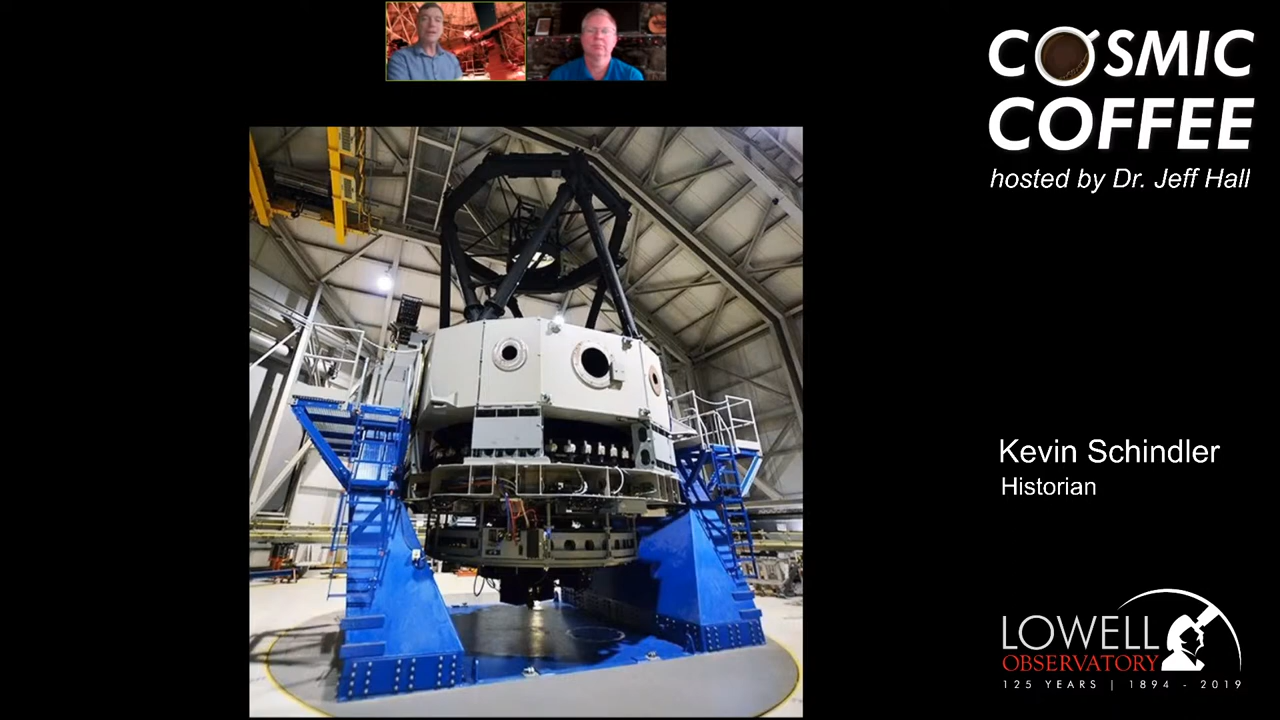 COSMIC
COFFEE
hosted by Dr. Jeff Hall
Kevin Schindler
Historian
LOWELL
OBSERVATORY
125 YEARS | 1894 - 2019